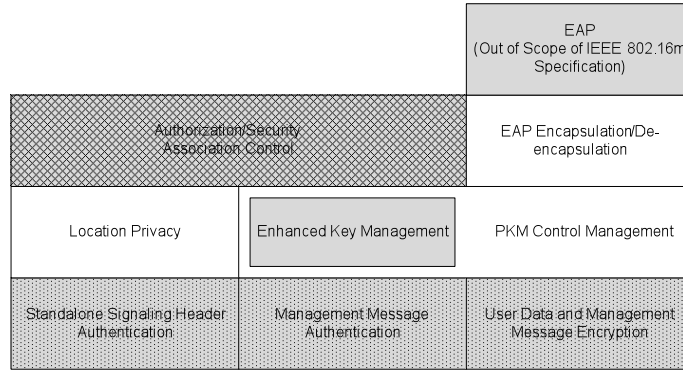 EAP
(Out of Scope of IEEE 802.16m
Specification)
Authorization/Security
Association Control
EAP Encapsulation/De-
encapsulation
Location Privacy
Enhanced Key Management
PKM Control Management
Standalone Signaling Header
Authentication
Management Message
Authentication
User Data and Management
Message Encryption